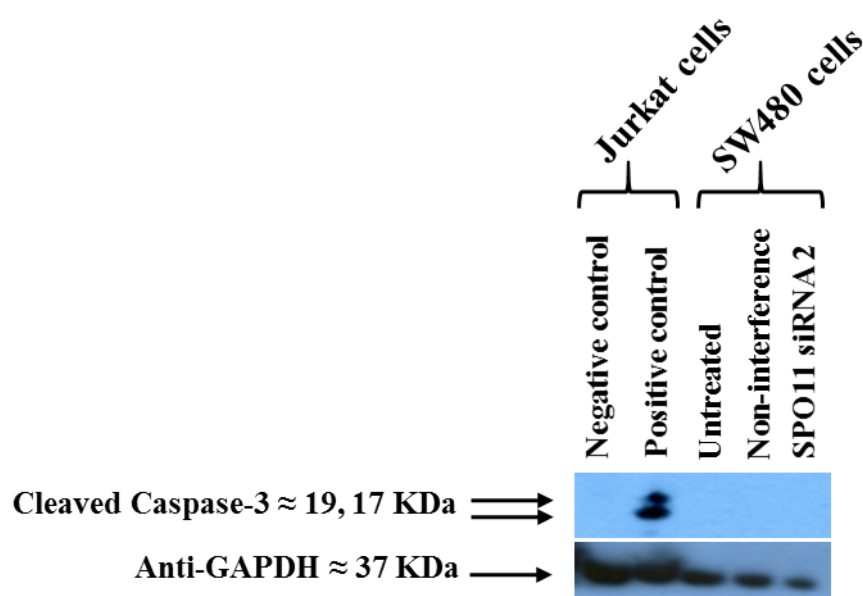 Jurkat cells
SW480 cells
Negative control
Positive control
Untreated
Non-interference
SPO11 siRNA 2
Cleaved Caspase-3 ≈ 19, 17 KDa
Anti-GAPDH ≈ 37 KDa